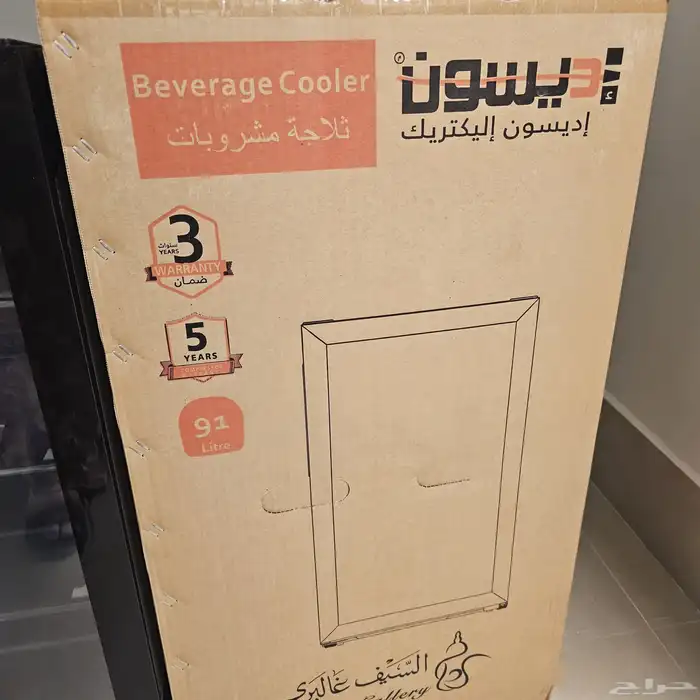 Beverage Cooler
ثلاجة مشروبات
إديسون
إديسون إليكتريك
3
سنوات
YEARS
WARRANTY
ضمان
5
YEARS
91
Litre
السيف غاليري
Gallery
حراج